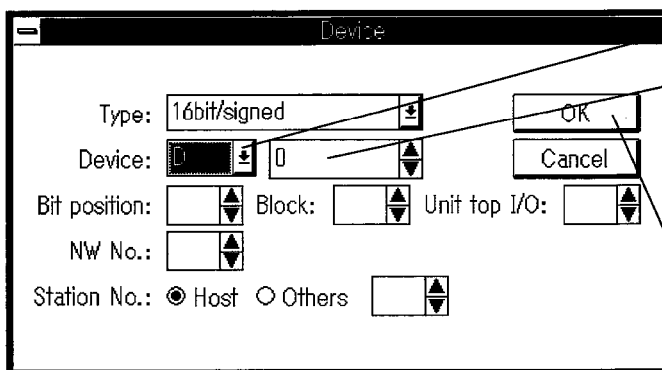 Device
Type: 16bit/signed OK
Device: D 0 Cancel
Bit position: Block: Unit top I/O:
NW No.:
Station No.: Host Others